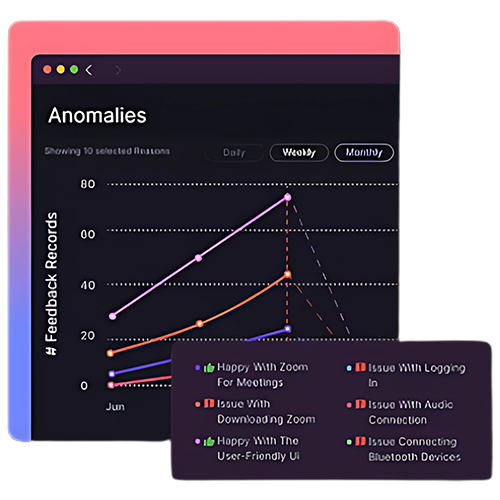 Anomalies
Showing 10 selected Reasons
Daily
Weekly
Monthly
# Feedback Records
80
60
40
20
0
Jun
Happy With Zoom
For Meetings
Issue With
Downloading Zoom
Happy With The
User-Friendly UI
Issue With Logging
In
Issue With Audio
Connection
Issue Connecting
Bluetooth Devices